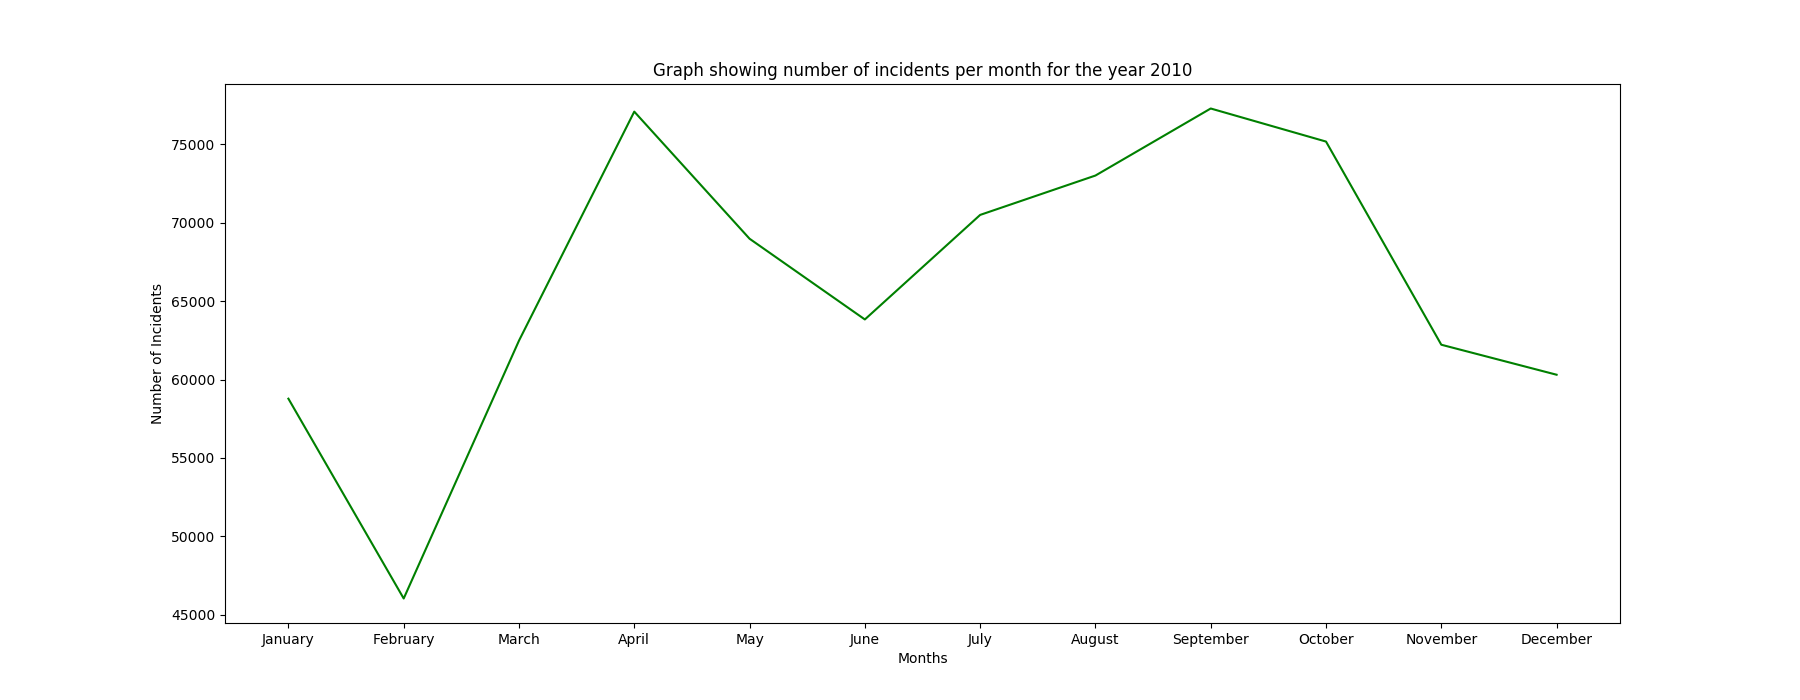 Graph showing number of incidents per month for the year 2010
Number of Incidents
75000
70000
65000
60000
55000
50000
45000
January February March April May June July August September October November December
Months